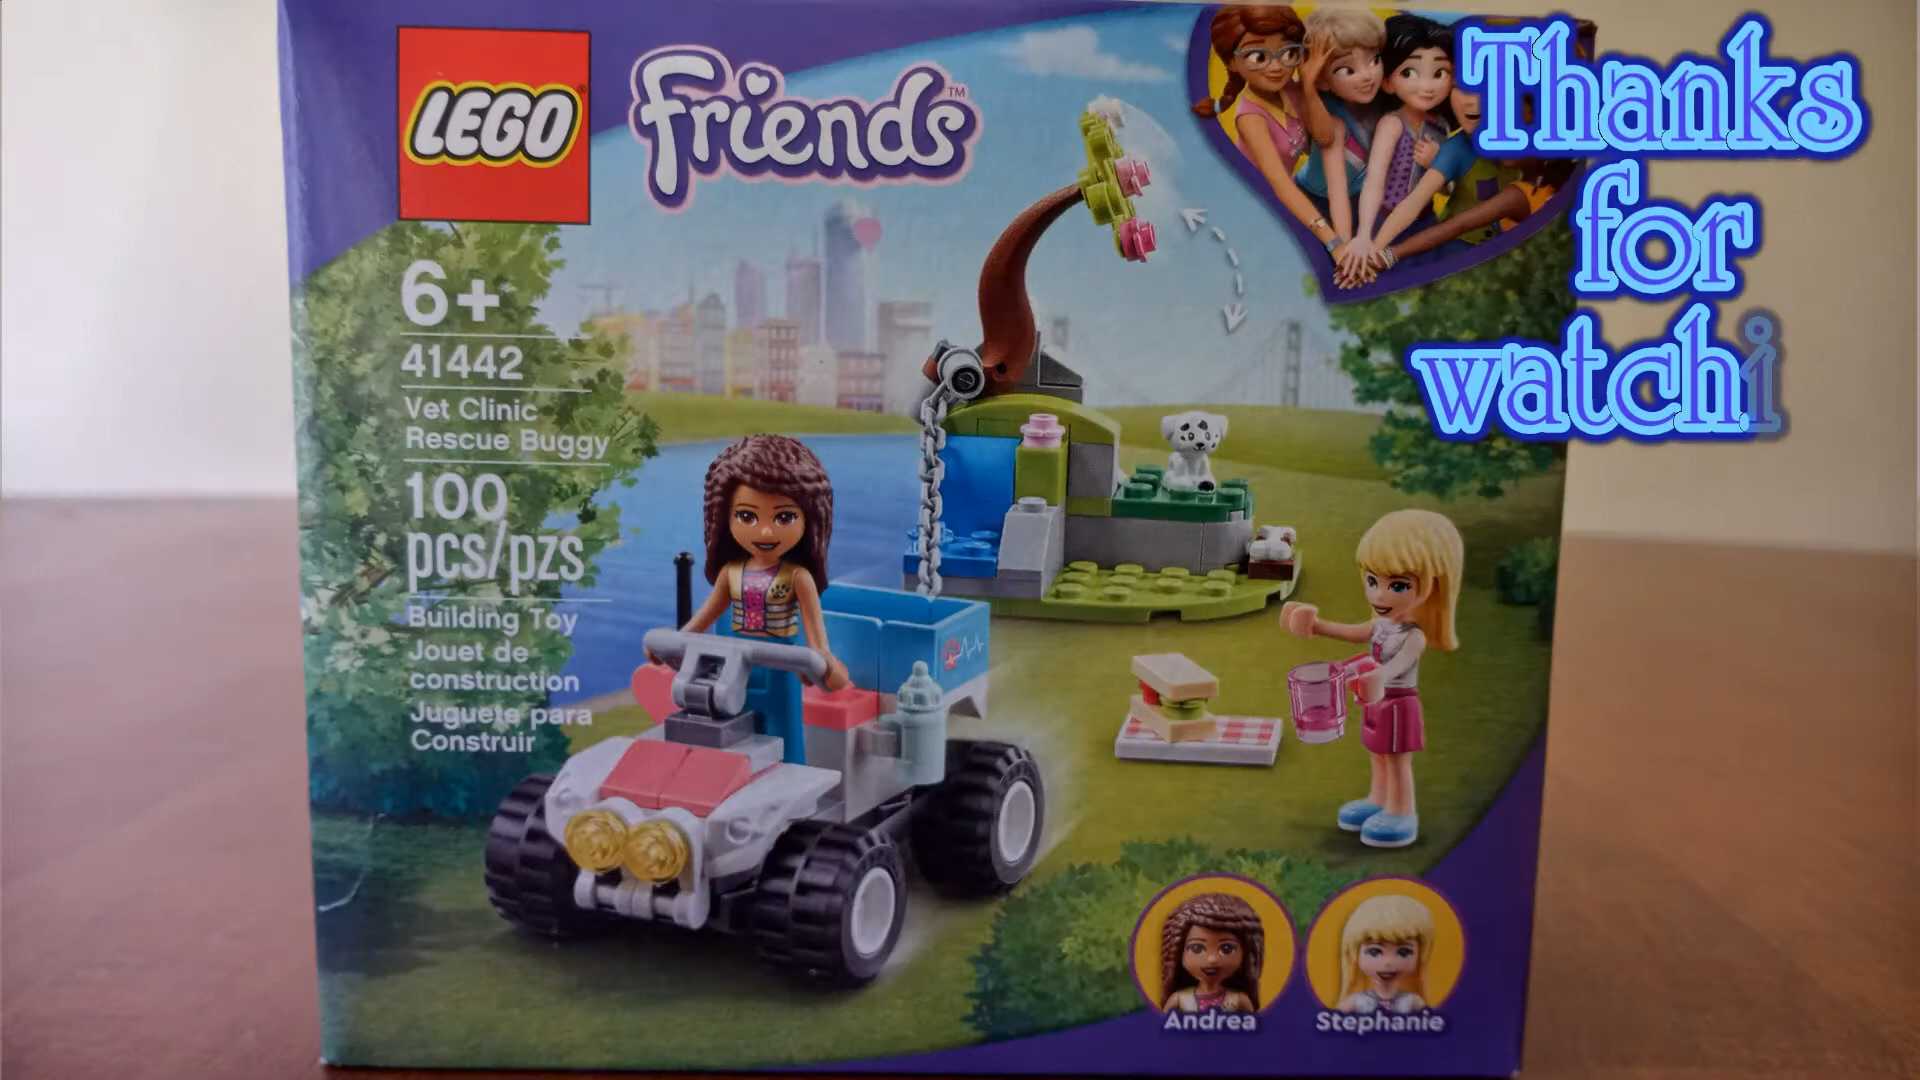 LEGO
friends™
6+
41442
Vet Clinic
Rescue Buggy
100
pcs/pzs
Building Toy
Jouet de
construction
Juguete para
Construir
Andrea
Stephanie
Thanks
for
watchi